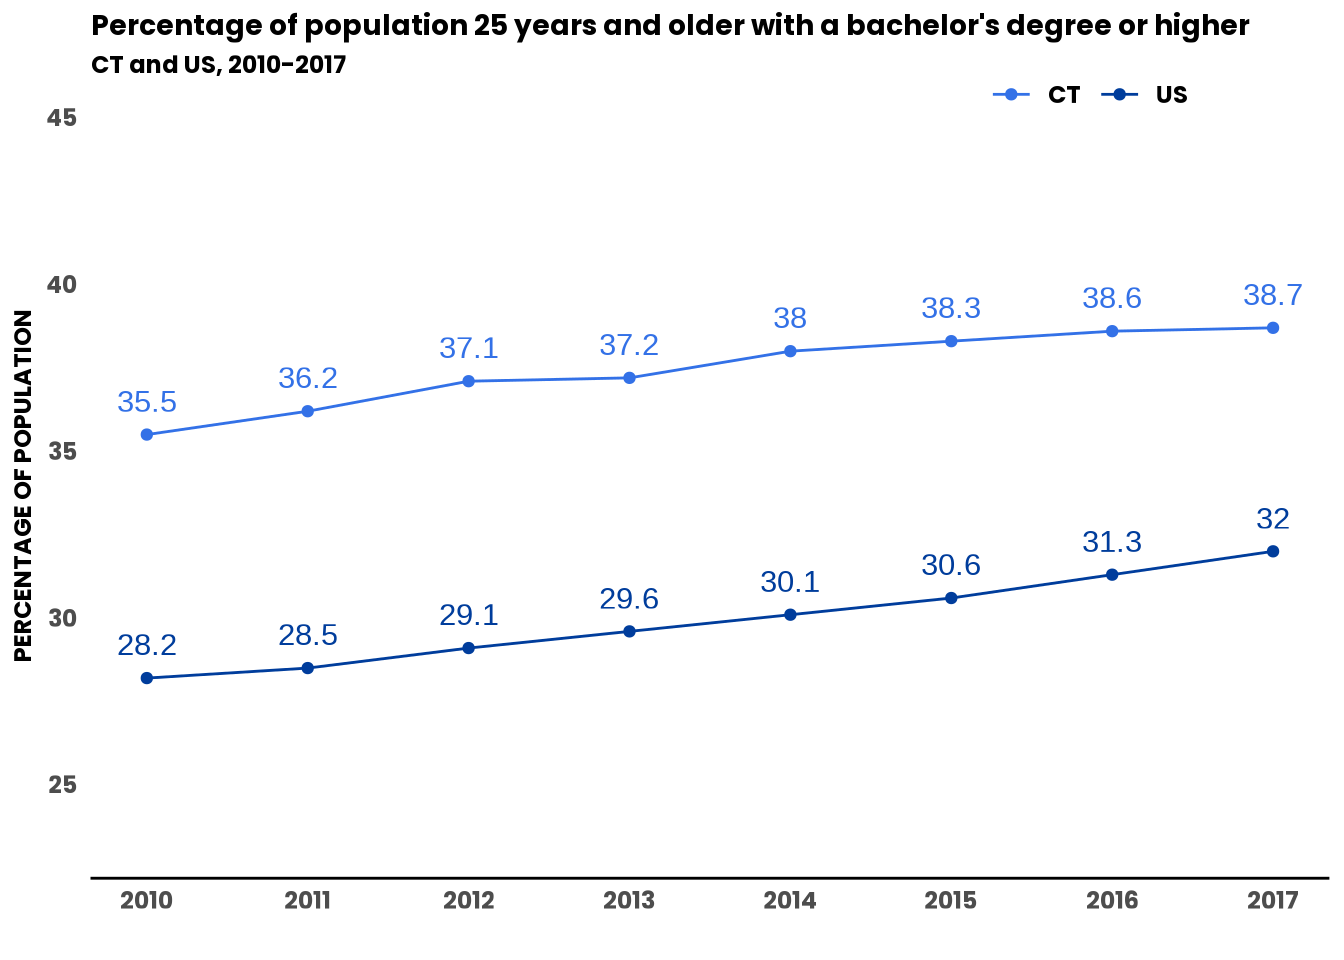 Percentage of population 25 years and older with a bachelor's degree or higher
CT and US, 2010-2017
CT US
45
40
35
30
25
PERCENTAGE OF POPULATION
35.5 36.2 37.1 37.2 38 38.3 38.6 38.7
28.2 28.5 29.1 29.6 30.1 30.6 31.3 32
2010 2011 2012 2013 2014 2015 2016 2017